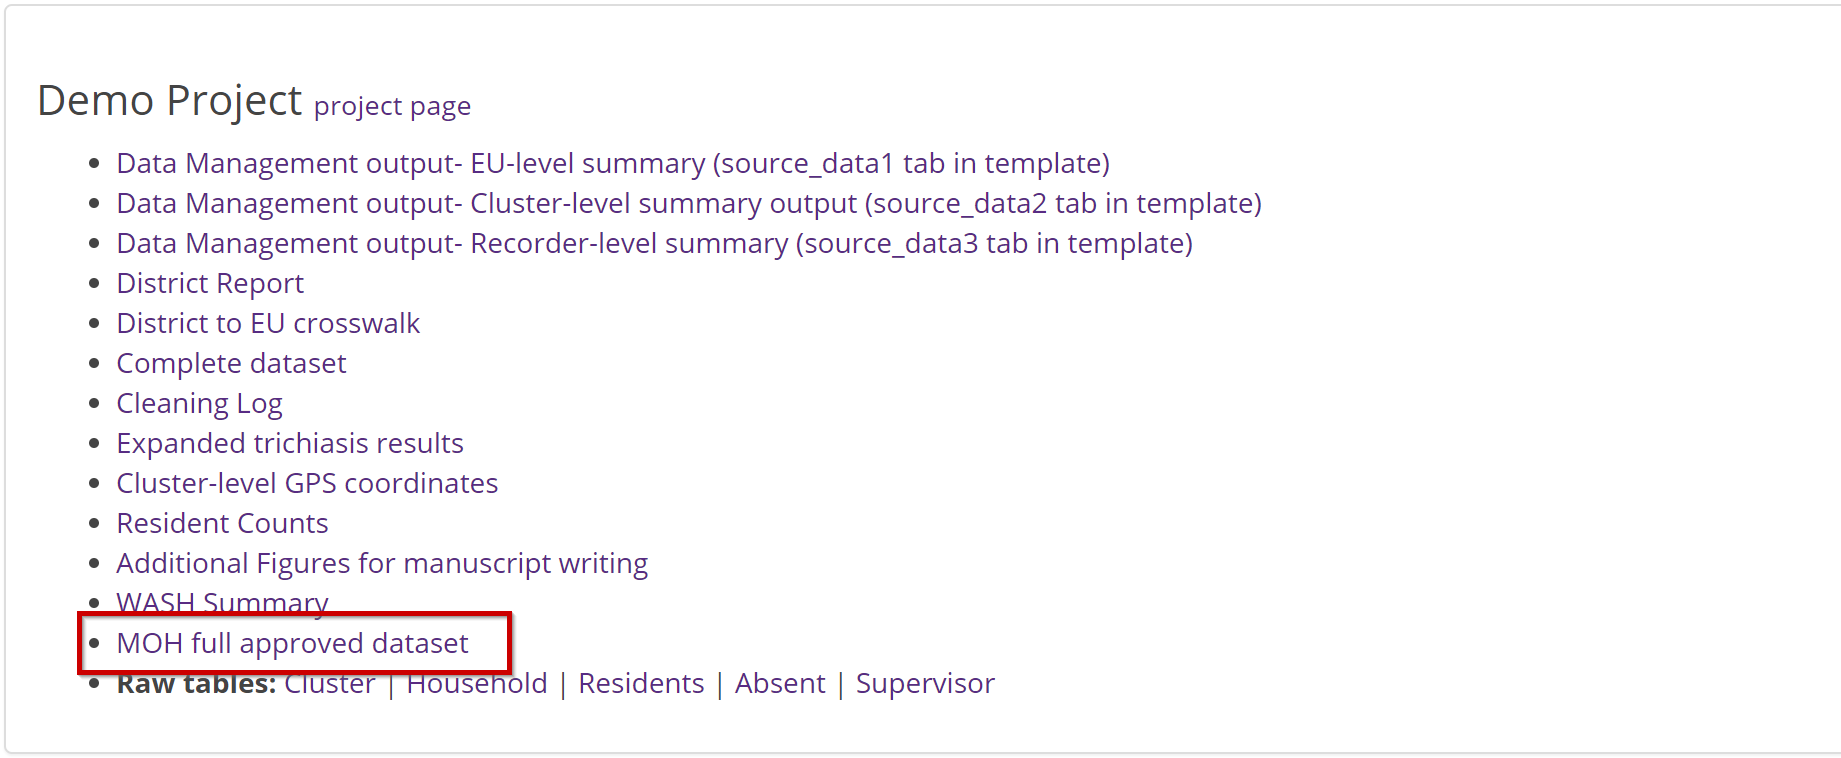 Demo Project project page
Data Management output- EU-level summary (source_data1 tab in template)
Data Management output- Cluster-level summary output (source_data2 tab in template)
Data Management output- Recorder-level summary (source_data3 tab in template)
District Report
District to EU crosswalk
Complete dataset
Cleaning Log
Expanded trichiasis results
Cluster-level GPS coordinates
Resident Counts
Additional Figures for manuscript writing
WASH Summary
MOH full approved dataset
Raw tables: Cluster | Household | Residents | Absent | Supervisor